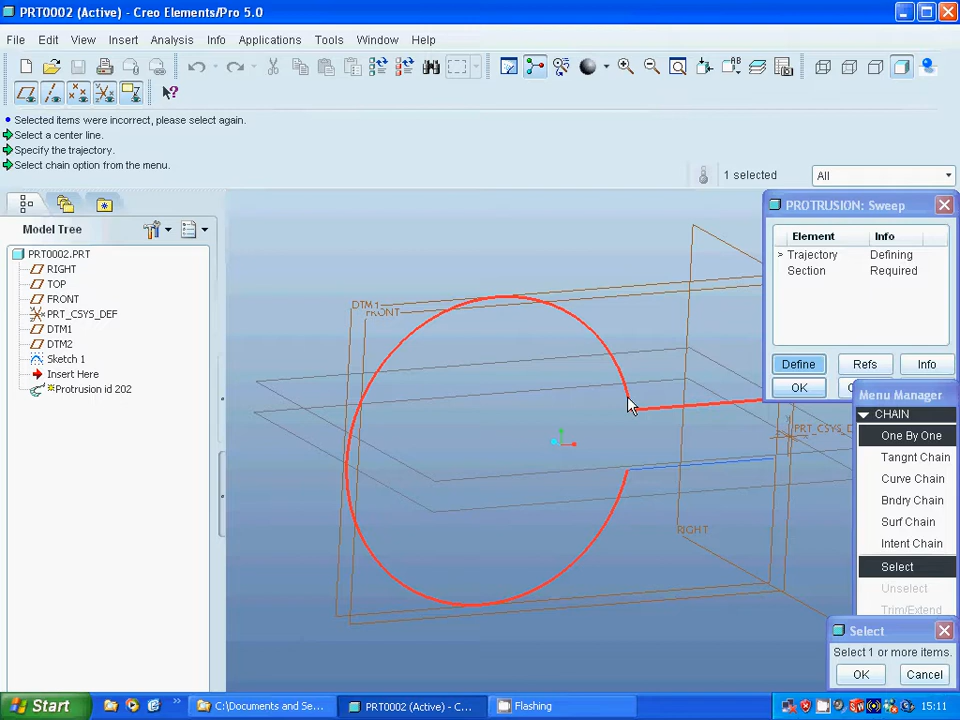 PRT0002 (Active) - Creo Elements/Pro 5.0
File Edit View Insert Analysis Info Applications Tools Window Help
Selected items were incorrect, please select again.
Select a center line.
Specify the trajectory.
Select chain option from the menu.
1 selected
All
Model Tree
PRT0002.PRT
RIGHT
TOP
FRONT
PRT_CSYS_DEF
DTM1
DTM2
Sketch 1
Insert Here
Protrusion id 202
DTM1
FRONT
RIGHT
PRT_CSYS_DE
PROTRUSION: Sweep
Element Info
> Trajectory Defining
Section Required
Define Refs Info
OK
Menu Manager
CHAIN
One By One
Tangnt Chain
Curve Chain
Bndry Chain
Surf Chain
Intent Chain
Select
Unselect
Trim/Extend
Select
Select 1 or more items.
OK Cancel
Start
C:\Documents and Se...
PRT0002 (Active) - C...
Flashing
15:11